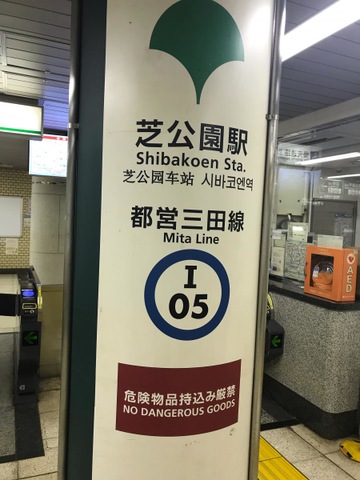 芝公園駅
Shibakoen Sta.
芝公园车站 시바코엔역
都営三田線
Mita Line
I
05
危険物品持込み厳禁
NO DANGEROUS GOODS
AED